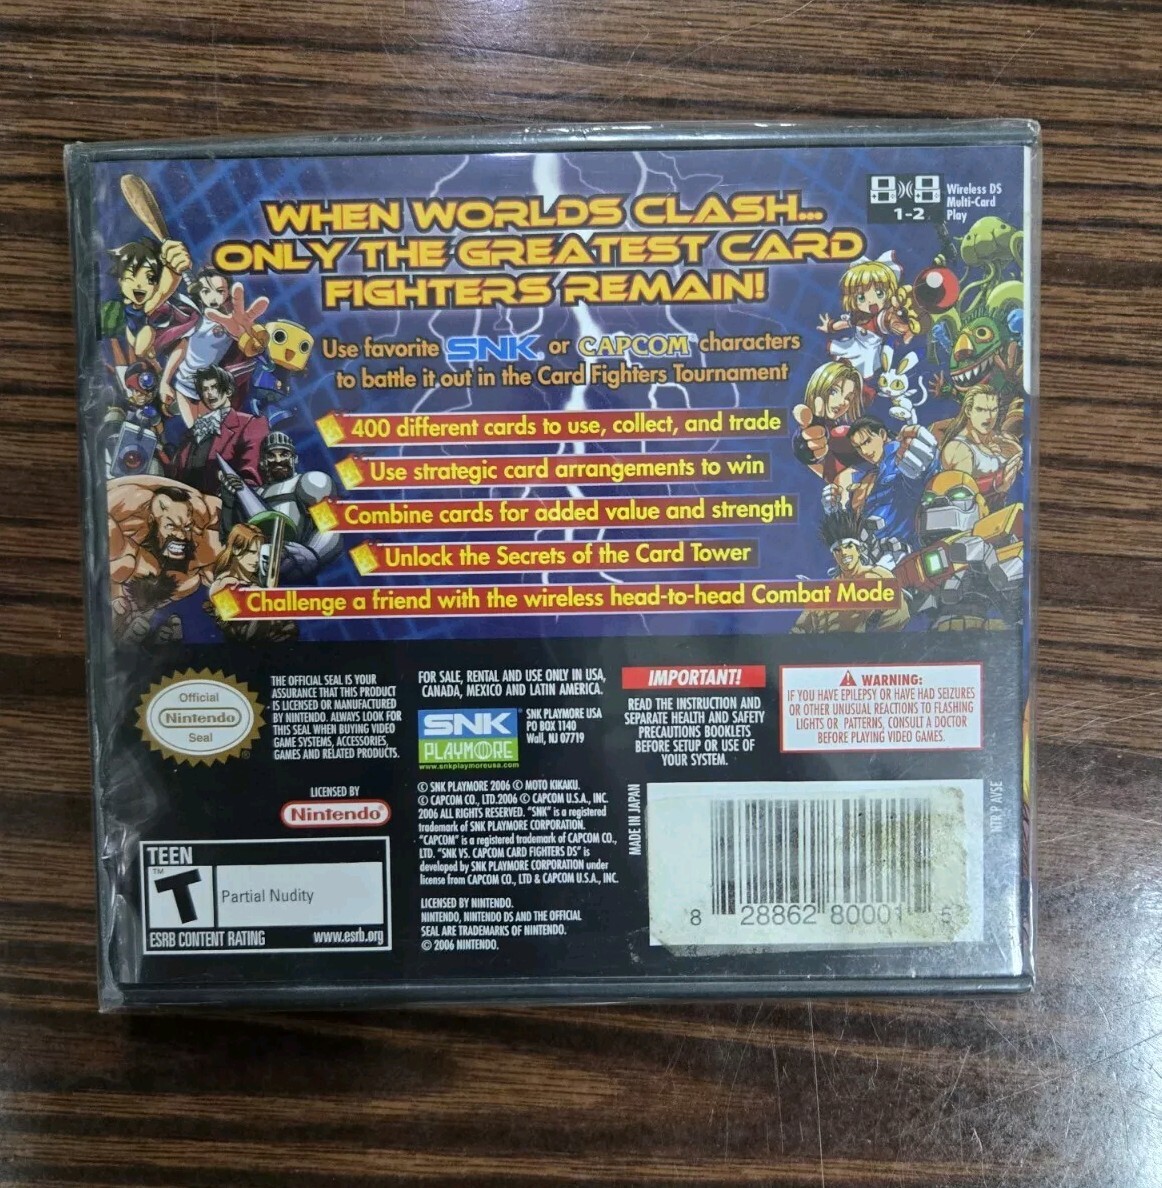 WHEN WORLDS CLASH...
ONLY THE GREATEST CARD
FIGHTERS REMAIN!
Wireless DS
Multi-Card
Play
1-2
Use favorite SNK. or CAPCOM characters
to battle it out in the Card Fighters Tournament
400 different cards to use, collect, and trade
Use strategic card arrangements to win
Combine cards for added value and strength
Unlock the Secrets of the Card Tower
Challenge a friend with the wireless head-to-head Combat Mode
Official
Nintendo
Seal
THE OFFICIAL SEAL IS YOUR
ASSURANCE THAT THIS PRODUCT
IS LICENSED OR MANUFACTURED
BY NINTENDO. ALWAYS LOOK FOR
THIS SEAL WHEN BUYING VIDEO
GAME SYSTEMS, ACCESSORIES,
GAMES AND RELATED PRODUCTS.
LICENSED BY
Nintendo®
TEEN
T
TM
Partial Nudity
ESRB CONTENT RATING www.esrb.org
FOR SALE, RENTAL AND USE ONLY IN USA,
CANADA, MEXICO AND LATIN AMERICA.
SNK
PLAYMORE
www.snkplaymoreusa.com
SNK PLAYMORE USA
PO BOX 1140
Wall, NJ 07719
© SNK PLAYMORE 2006 © MOTO KIKAKU.
© CAPCOM CO., LTD.2006 © CAPCOM U.S.A., INC.
2006 ALL RIGHTS RESERVED. "SNK" is a registered
trademark of SNK PLAYMORE CORPORATION.
"CAPCOM" is a registered trademark of CAPCOM CO.,
LTD. "SNK VS. CAPCOM CARD FIGHTERS DS" is
developed by SNK PLAYMORE CORPORATION under
license from CAPCOM CO., LTD & CAPCOM U.S.A., INC.
LICENSED BY NINTENDO.
NINTENDO, NINTENDO DS AND THE OFFICIAL
SEAL ARE TRADEMARKS OF NINTENDO.
© 2006 NINTENDO.
IMPORTANT!
READ THE INSTRUCTION AND
SEPARATE HEALTH AND SAFETY
PRECAUTIONS BOOKLETS
BEFORE SETUP OR USE OF
YOUR SYSTEM.
WARNING:
IF YOU HAVE EPILEPSY OR HAVE HAD SEIZURES
OR OTHER UNUSUAL REACTIONS TO FLASHING
LIGHTS OR PATTERNS, CONSULT A DOCTOR
BEFORE PLAYING VIDEO GAMES.
MADE IN JAPAN
8 28862 80001 5